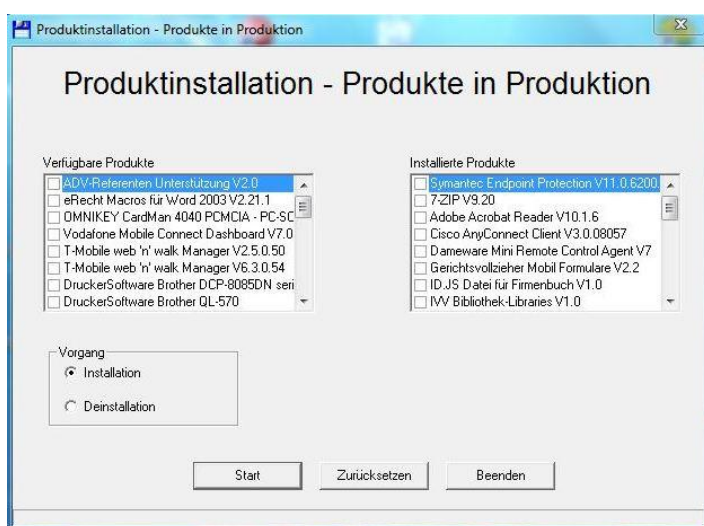 Produktinstallation - Produkte in Produktion
Produktinstallation - Produkte in Produktion
Verfügbare Produkte
ADV-Referenten Unterstützung V2.0
eRecht Macros für Word 2003 V2.21.1
OMNIKEY CardMan 4040 PCMCIA - PC-SC
Vodafone Mobile Connect Dashboard V7.0
T-Mobile web 'n' walk Manager V2.5.0.50
T-Mobile web 'n' walk Manager V6.3.0.54
DruckerSoftware Brother DCP-8085DN seri
DruckerSoftware Brother QL-570
Installierte Produkte
Symantec Endpoint Protection V11.0.6200.
7-ZIP V9.20
Adobe Acrobat Reader V10.1.6
Cisco AnyConnect Client V3.0.08057
Dameware Mini Remote Control Agent V7
Gerichtsvollzieher Mobil Formulare V2.2
ID.JS Datei für Firmenbuch V1.0
IVV Bibliothek-Libraries V1.0
Vorgang
Installation
Deinstallation
Start
Zurücksetzen
Beenden